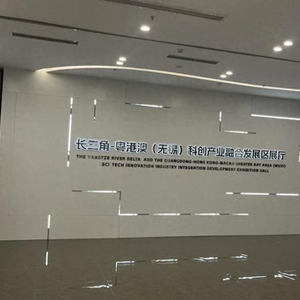 长三角-粤港澳（无锡）科创产业融合发展区展厅
THE YANGTZE RIVER DELTA AND THE GUANGDONG-HONG KONG-MACAO GREATER BAY AREA (WUXI)
SCI TECH INNOVATION INDUSTRY INTEGRATION DEVELOPMENT EXHIBITION HALL